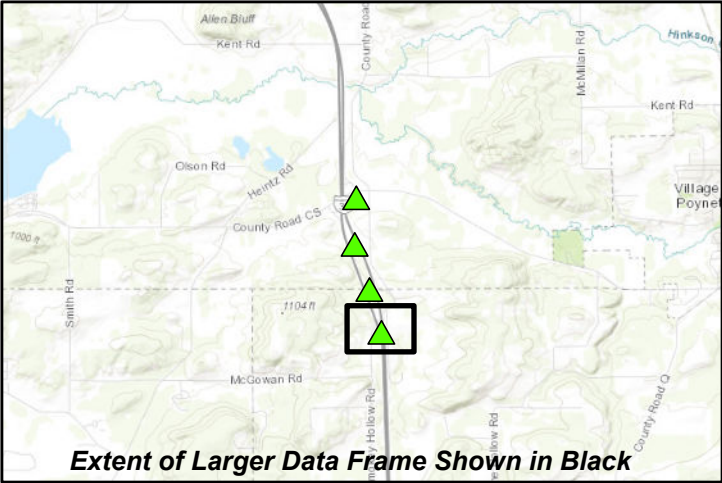 Allen Bluff
Kent Rd
County Road
McMillan Rd
Hinkson
Kent Rd
Olson Rd
Heintz Rd
County Road CS
Village
Poynet
1000 ft
Smith Rd
1104 ft
McGowan Rd
Hollow Rd
Hollow Rd
County Road Q
Extent of Larger Data Frame Shown in Black